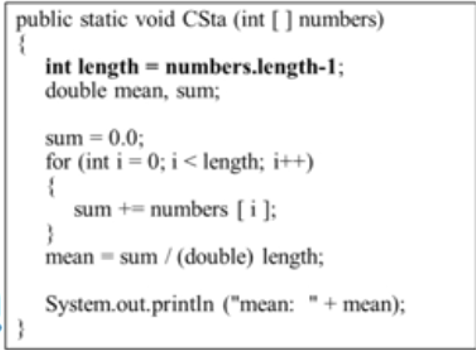 public static void CSta (int [ ] numbers)
{
int length = numbers.length-1;
double mean, sum;
sum = 0.0;
for (int i = 0; i < length; i++)
{
sum += numbers [ i ];
}
mean = sum / (double) length;
System.out.println ("mean: " + mean);
}